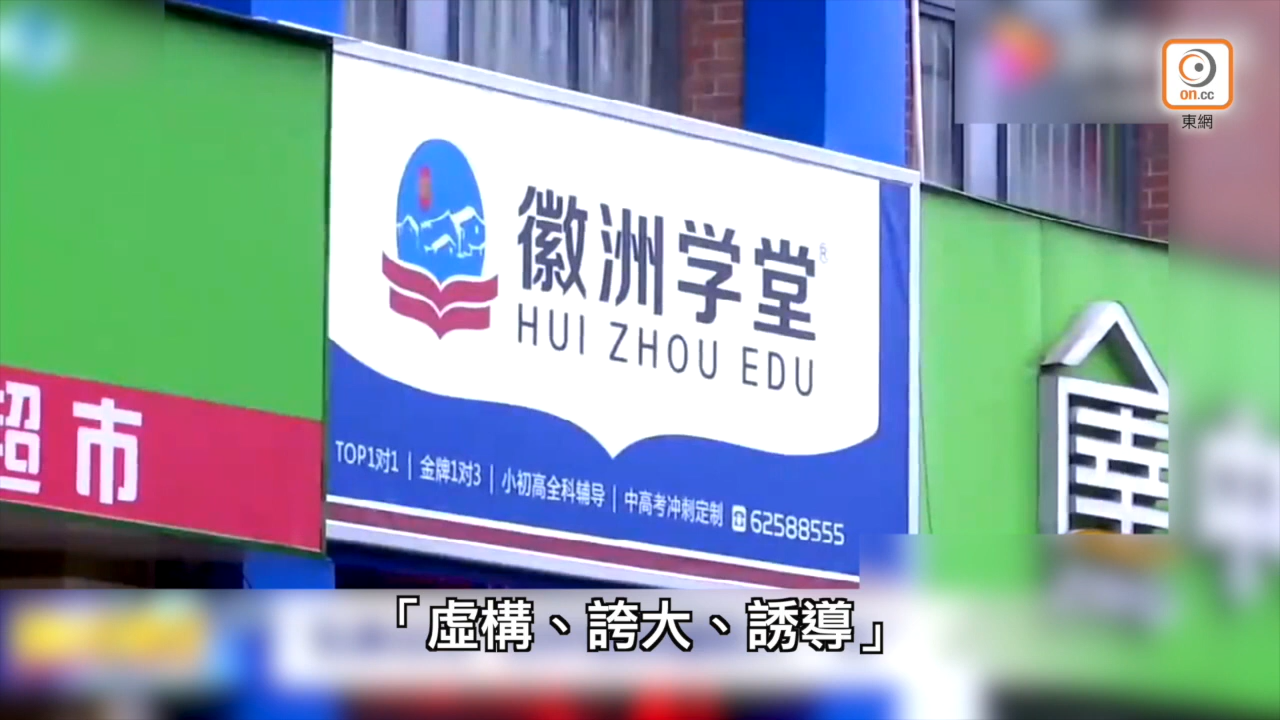 on.cc
東網
徽洲学堂®
HUI ZHOU EDU
TOP1对1 | 金牌1对3 | 小初高全科辅导 | 中高考冲刺定制 62588555
超市
「虛構、誇大、誘導」